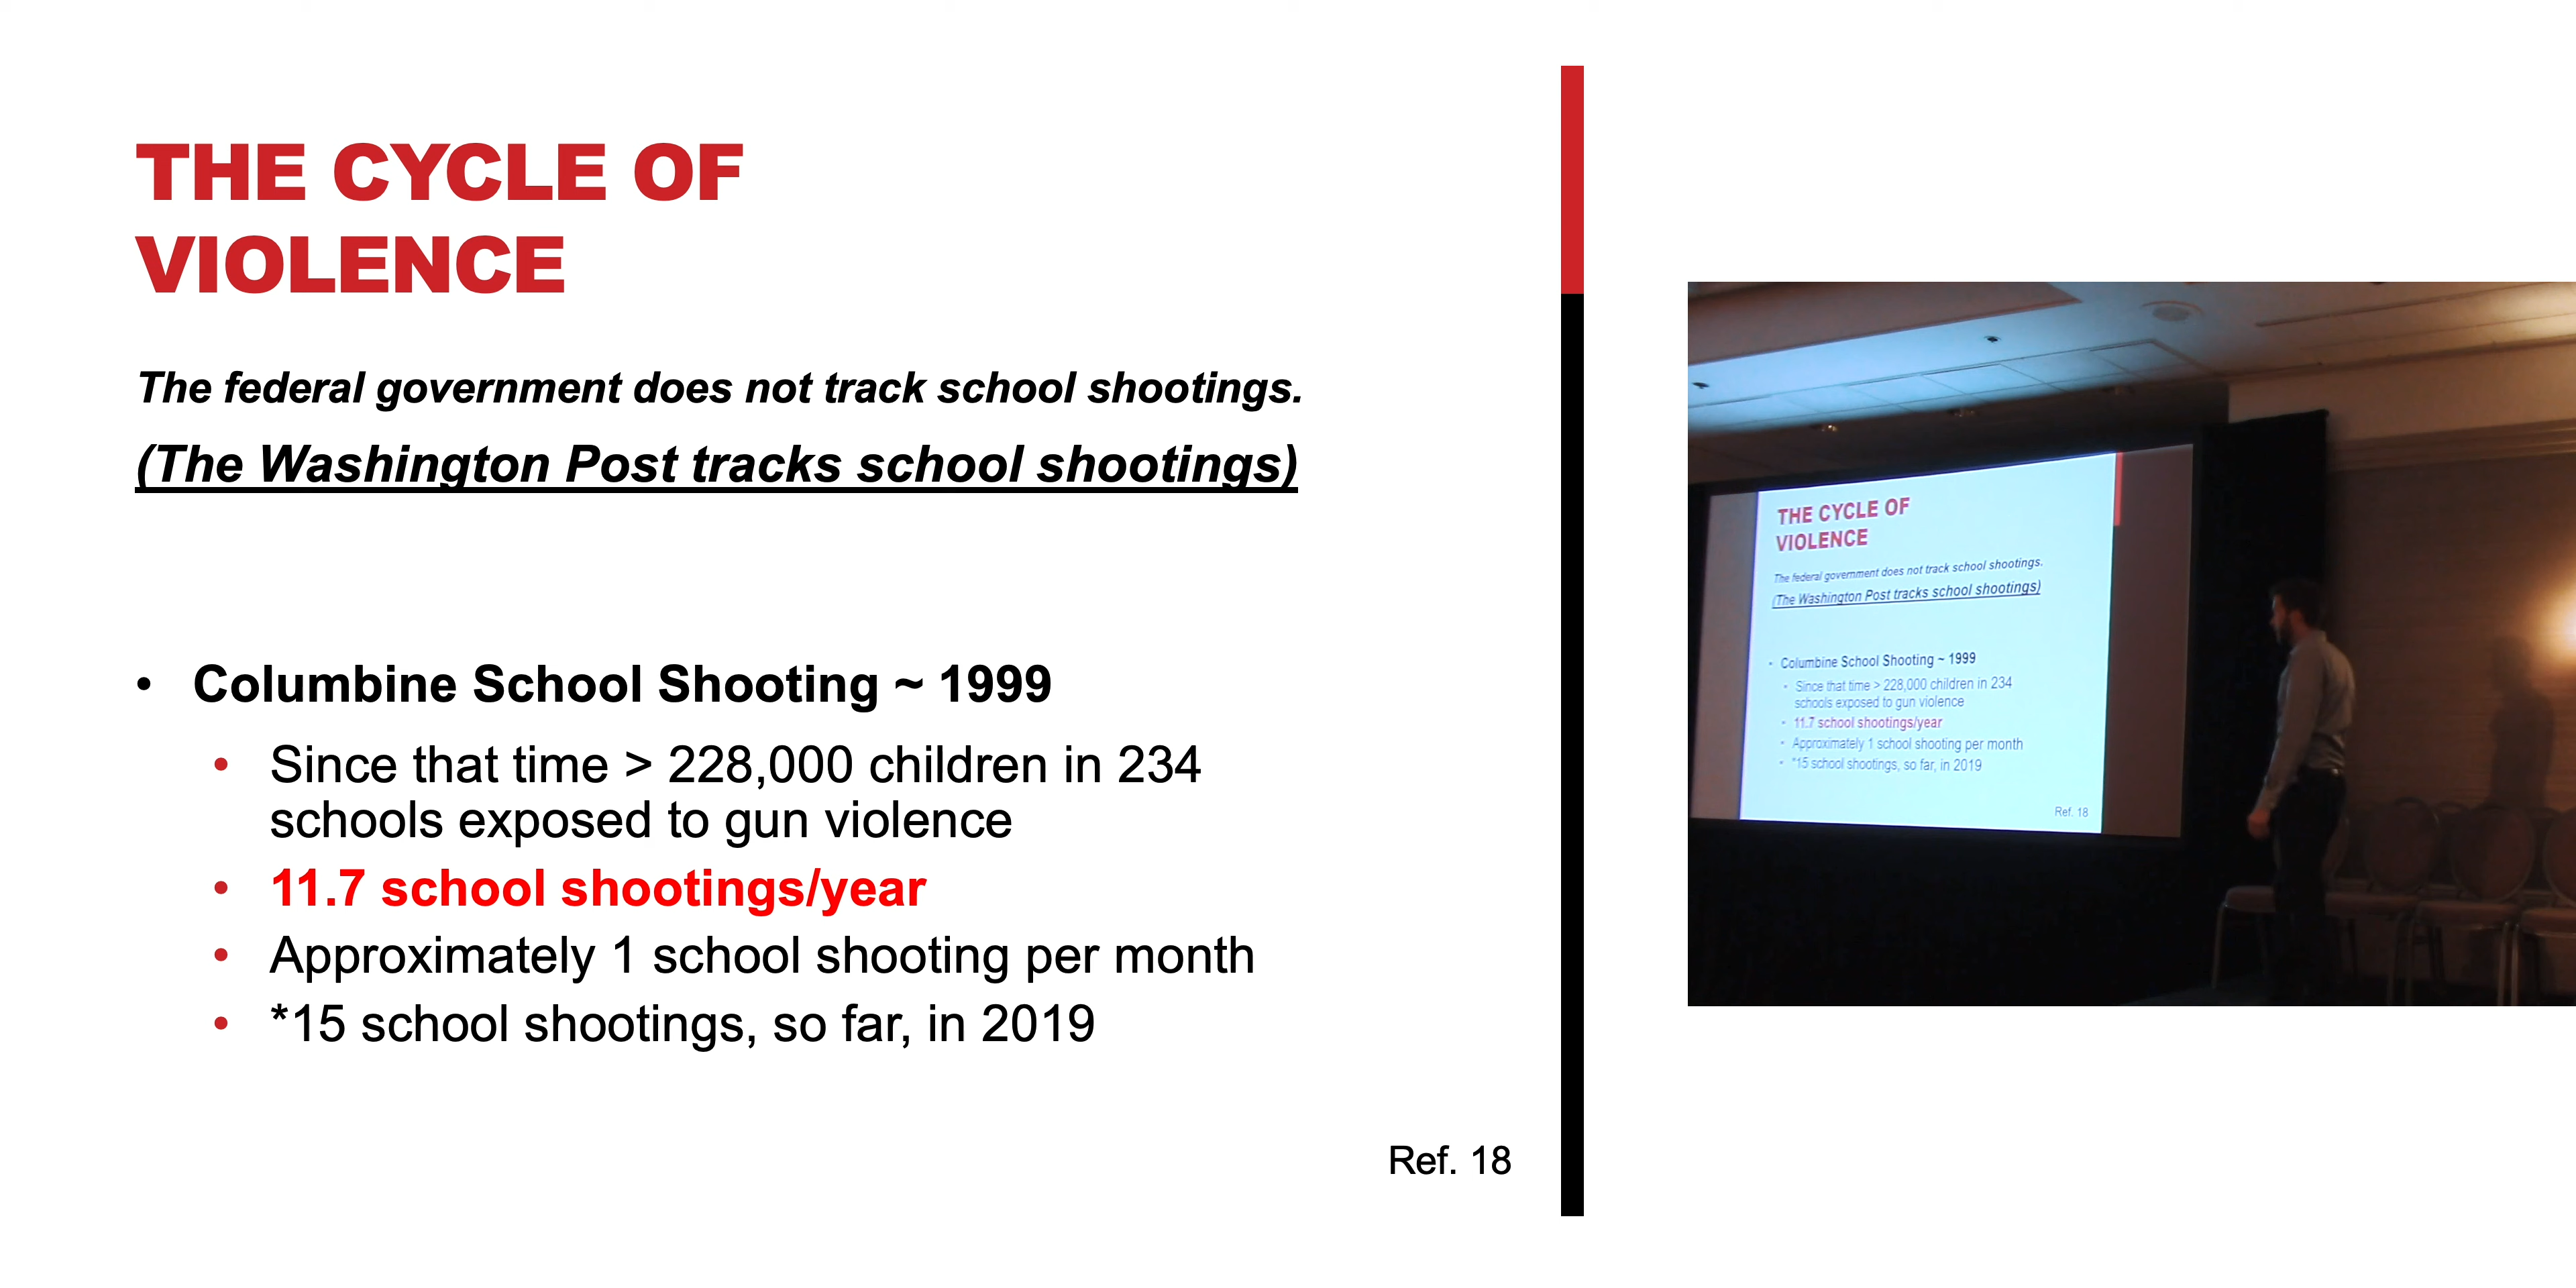 THE CYCLE OF
VIOLENCE
The federal government does not track school shootings.
(The Washington Post tracks school shootings)
• Columbine School Shooting ~ 1999
• Since that time > 228,000 children in 234
schools exposed to gun violence
• 11.7 school shootings/year
• Approximately 1 school shooting per month
• *15 school shootings, so far, in 2019
Ref. 18
THE CYCLE OF
VIOLENCE
The federal government does not track school shootings.
(The Washington Post tracks school shootings)
• Columbine School Shooting ~ 1999
• Since that time > 228,000 children in 234
schools exposed to gun violence
• 11.7 school shootings/year
• Approximately 1 school shooting per month
• *15 school shootings, so far, in 2019
Ref. 18